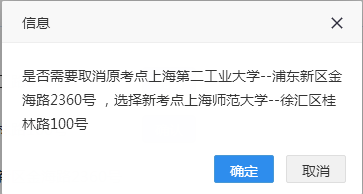 信息
是否需要取消原考点上海第二工业大学--浦东新区金
海路2360号 ，选择新考点上海师范大学--徐汇区桂
林路100号
确定 取消